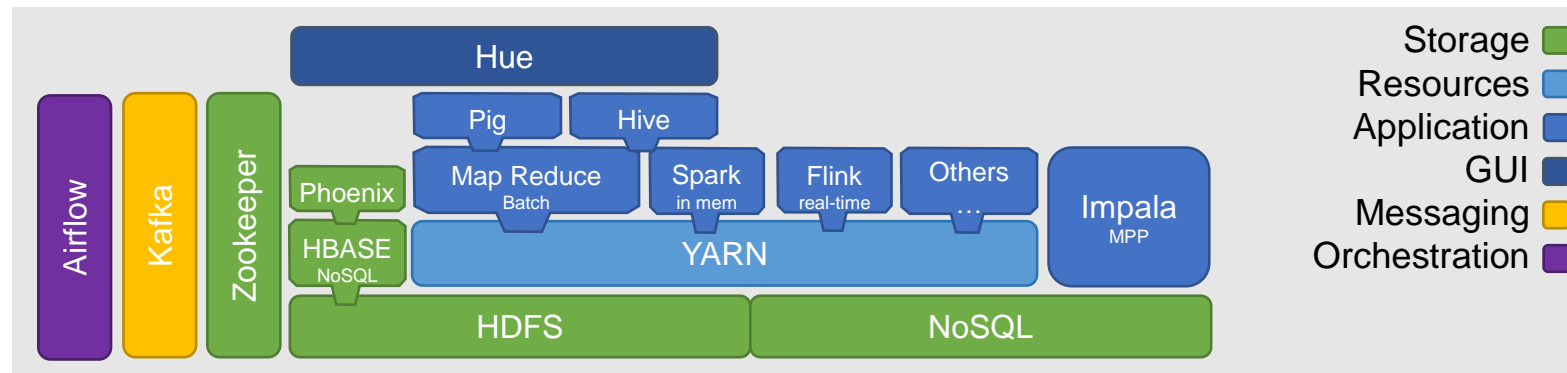 Hue
Pig
Hive
Airflow
Kafka
Zookeeper
Phoenix
Map Reduce
Batch
Spark
in mem
Flink
real-time
Others
...
Impala
MPP
HBASE
NoSQL
YARN
HDFS
NoSQL
Storage
Resources
Application
GUI
Messaging
Orchestration